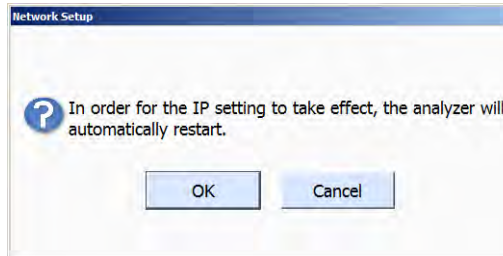 Network Setup
In order for the IP setting to take effect, the analyzer will
automatically restart.
OK
Cancel